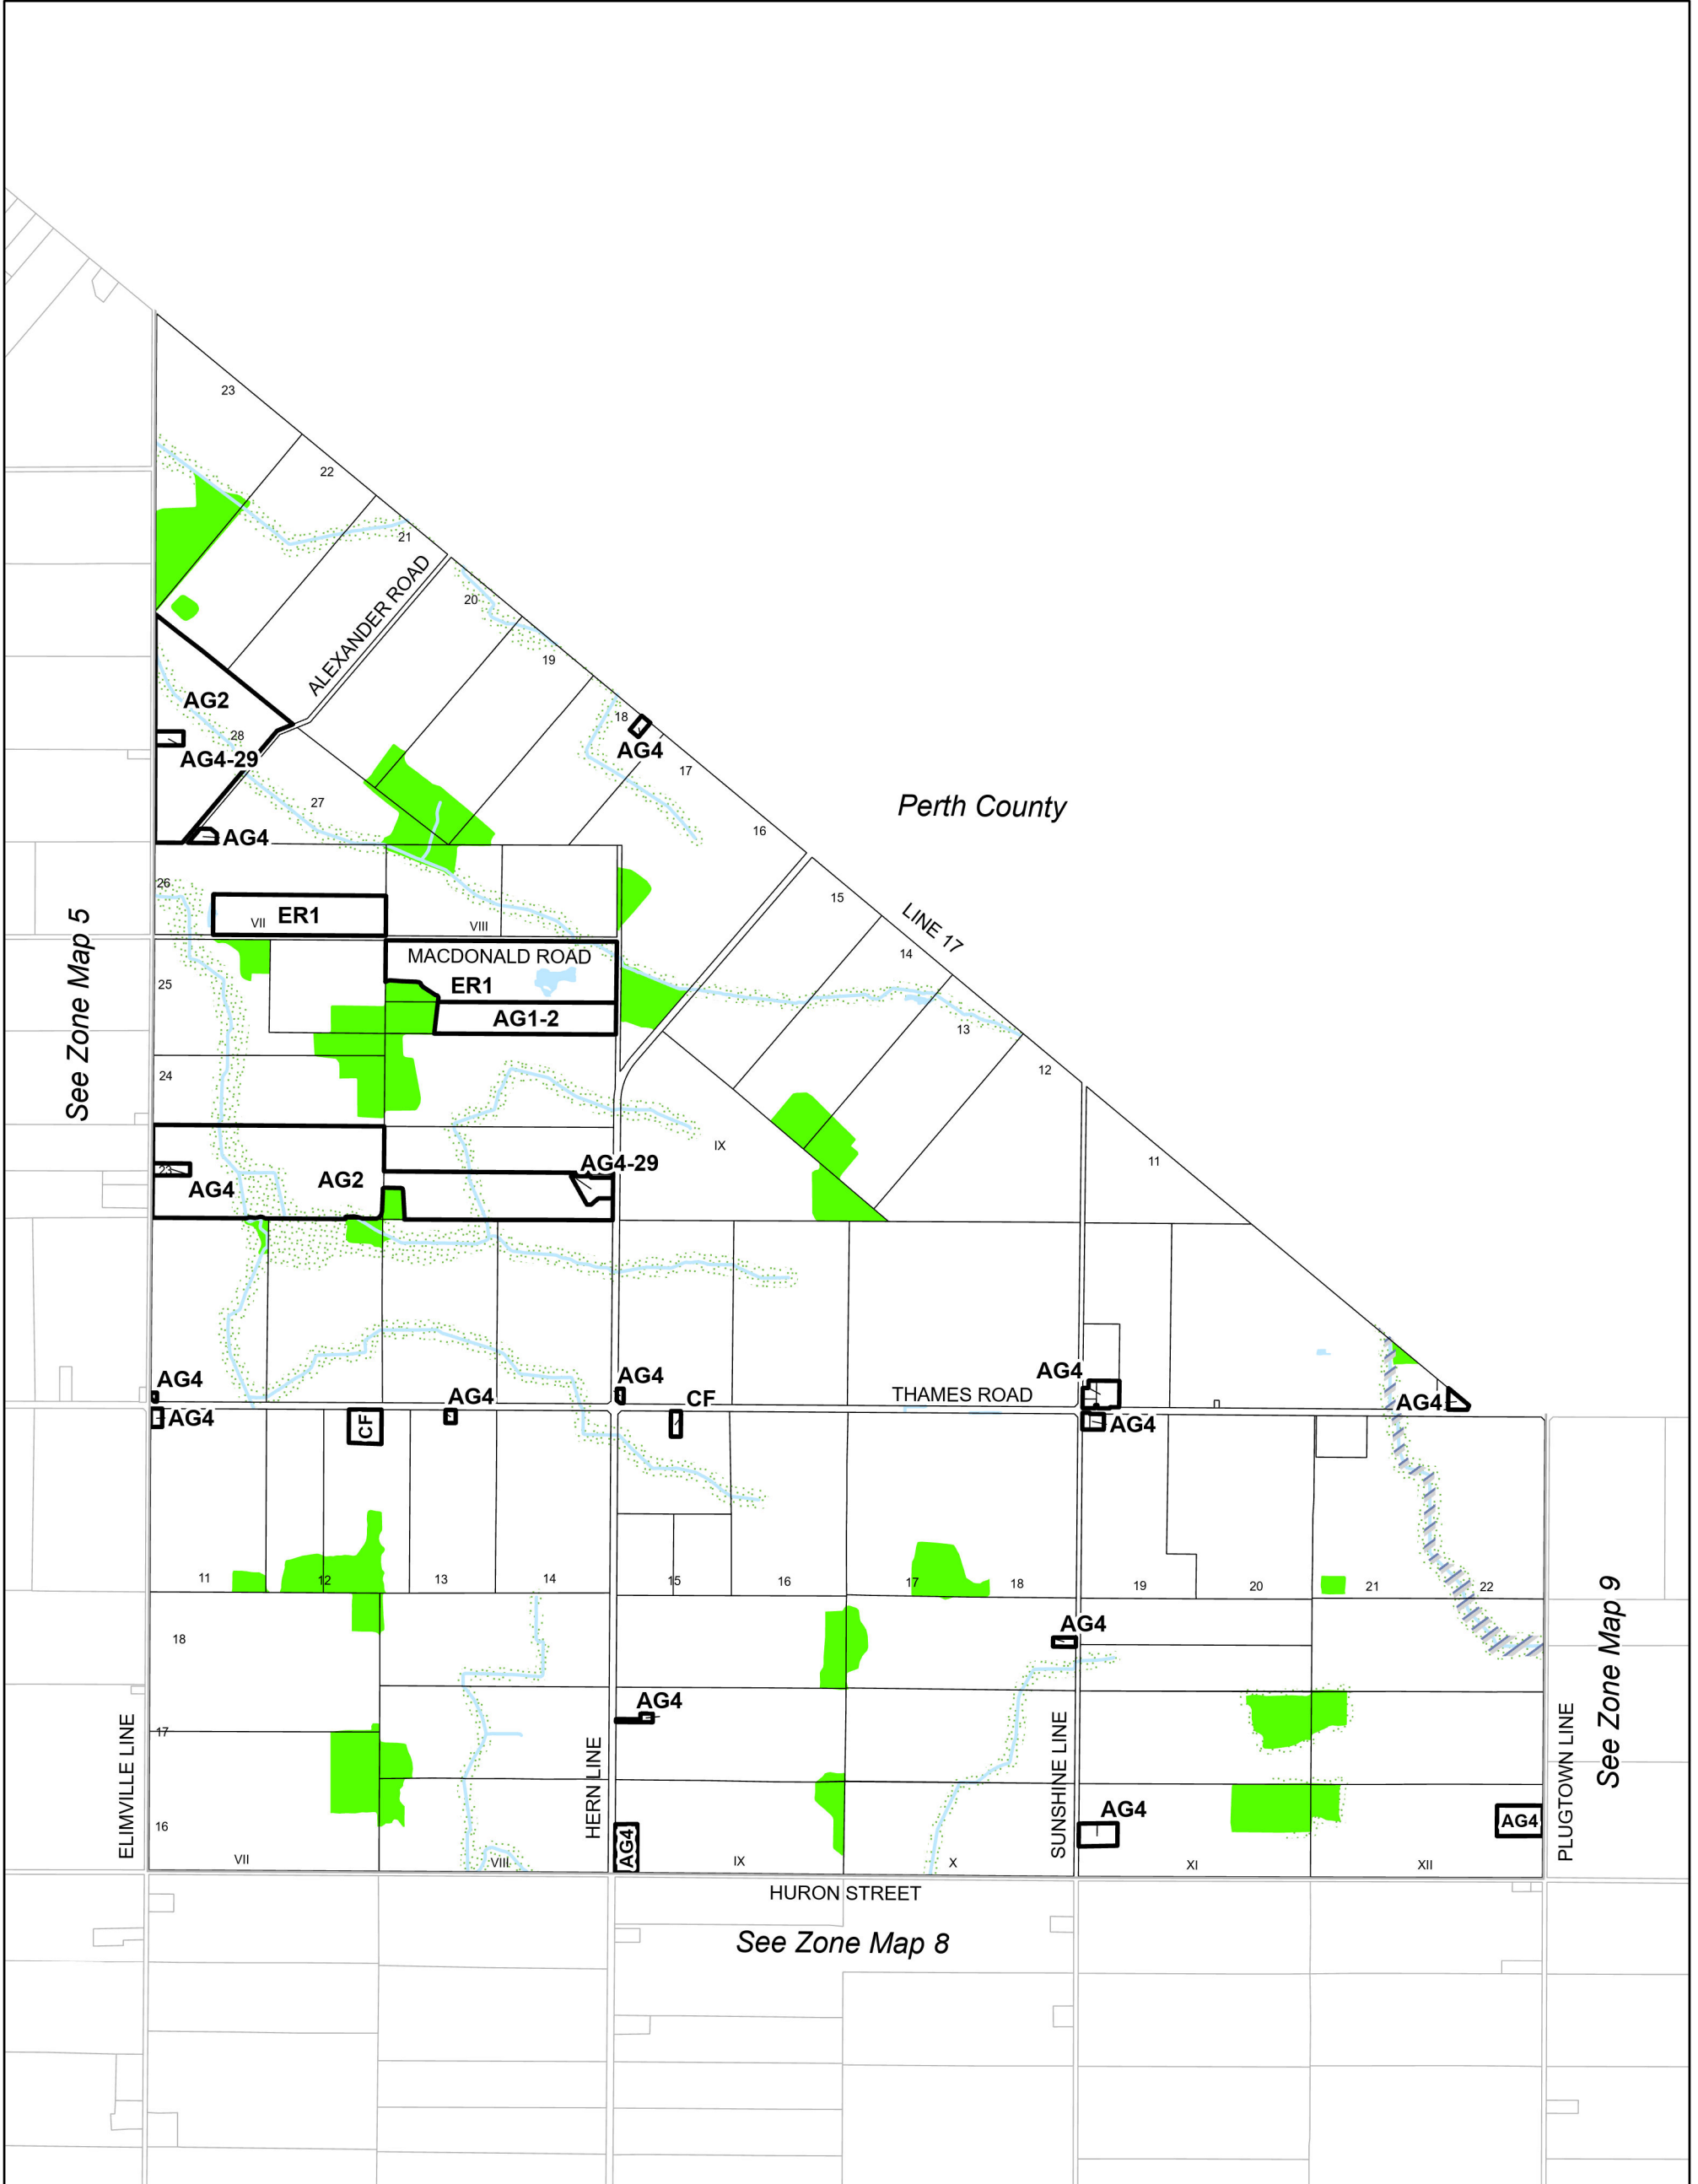 23
22
21
ALEXANDER ROAD
20
19
AG2
18
28
AG4
AG4-29
17
Perth County
27
16
AG4
26
15
ER1
VII
VIII
LINE 17
See Zone Map 5
MACDONALD ROAD
14
25
ER1
AG1-2
13
24
12
IX
11
23
AG4-29
AG4
AG2
AG4
AG4
AG4
AG4
CF
THAMES ROAD
AG4
AG4
AG4
CF
AG4
11
12
13
14
15
16
17
18
19
20
21
22
AG4
18
See Zone Map 9
AG4
17
ELIMVILLE LINE
HERN LINE
SUNSHINE LINE
PLUGTOWN LINE
AG4
AG4
16
AG4
VII
VIII
IX
X
XI
XII
HURON STREET
See Zone Map 8